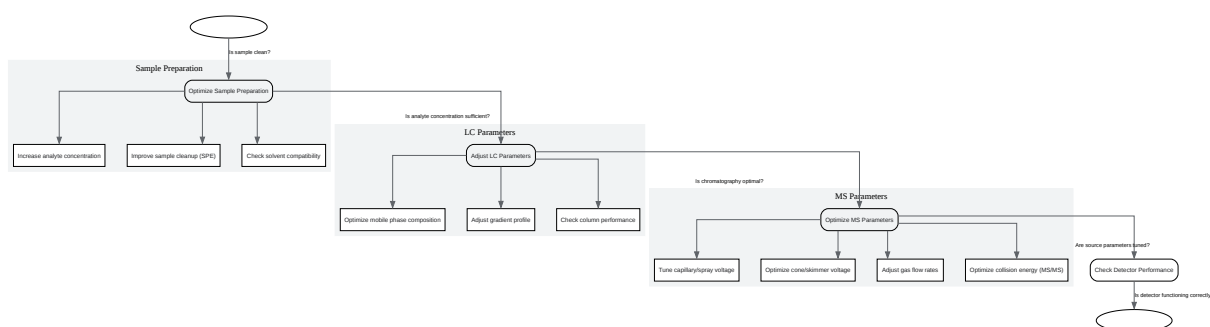 Is sample clean?
Sample Preparation
Optimize Sample Preparation
Increase analyte concentration
Improve sample cleanup (SPE)
Check solvent compatibility
Is analyte concentration sufficient?
LC Parameters
Adjust LC Parameters
Optimize mobile phase composition
Adjust gradient profile
Check column performance
Is chromatography optimal?
MS Parameters
Optimize MS Parameters
Tune capillary/spray voltage
Optimize cone/skimmer voltage
Adjust gas flow rates
Optimize collision energy (MS/MS)
Are source parameters tuned?
Check Detector Performance
Is detector functioning correctly